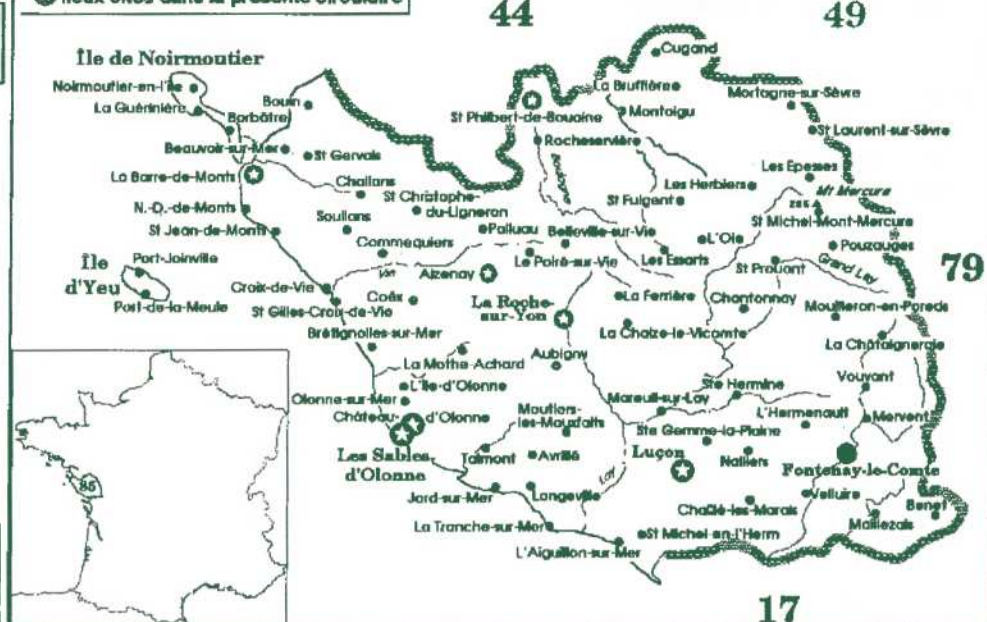 lieux cités dans la présente circulaire
44
49
Île de Noirmoutier
Cugand
Noirmoutier-en-l'Île
La Bruffière
Mortagne-sur-Sèvre
La Guérinière
Bouin
Montaigu
Barbâtre
St Philbert-de-Bouaine
St Laurent-sur-Sèvre
Beauvoir-sur-Mer
St Gervais
Rocheservière
Les Epesses
La Barre-de-Monts
Challans
Les Herbiers
Mt Mercure
St Christophe-
du-Ligneron
St Fulgent
285
N.-D.-de-Monts
Soullans
St Michel-Mont-Mercure
St Jean-de-Monts
Palluau
Belleville-sur-Vie
L'Oie
Pouzauges
Commequiers
Île
d'Yeu
Port-Joinville
Vie
Aizenay
Le Poiré-sur-Vie
Les Essarts
St Prouant
Grand Lay
79
Croix-de-Vie
Port-de-la-Meule
St Gilles-Croix-de-Vie
Coëx
La Roche-
sur-Yon
La Ferrière
Chantonnay
Mouilleron-en-Pareds
Brétignolles-sur-Mer
La Chaize-le-Vicomte
La Châtaigneraie
La Mothe-Achard
Aubigny
L'Île-d'Olonne
Ste Hermine
Vouvant
Olonne-sur-Mer
Mareuil-sur-Lay
Château-
d'Olonne
Moutiers-
les-Mauxfaits
L'Hermenault
Mervent
Ste Gemme-la-Plaine
Les Sables-
d'Olonne
Talmont
Avrillé
Luçon
Nalliers
Fontenay-le-Comte
85
Jard-sur-Mer
Longeville
Lay
Velluire
Benet
Chaillé-les-Marais
Maillezais
La Tranche-sur-Mer
St Michel-en-l'Herm
L'Aiguillon-sur-Mer
17